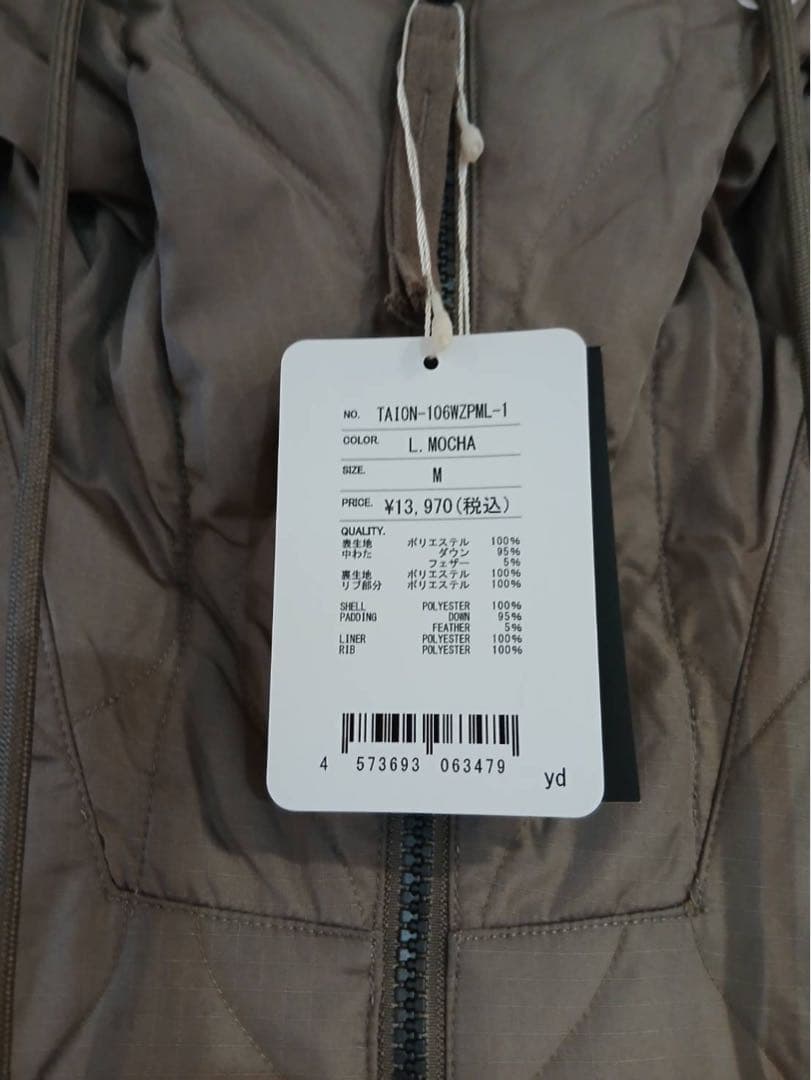 NO. TAION-106WZPML-1
COLOR. L.MOCHA
SIZE. M
PRICE. ¥13,970(税込)
QUALITY.
表生地 ポリエステル 100%
中わた ダウン 95%
フェザー 5%
裏生地 ポリエステル 100%
リブ部分 ポリエステル 100%
SHELL POLYESTER 100%
PADDING DOWN 95%
FEATHER 5%
LINER POLYESTER 100%
RIB POLYESTER 100%
4 573693 063479
yd